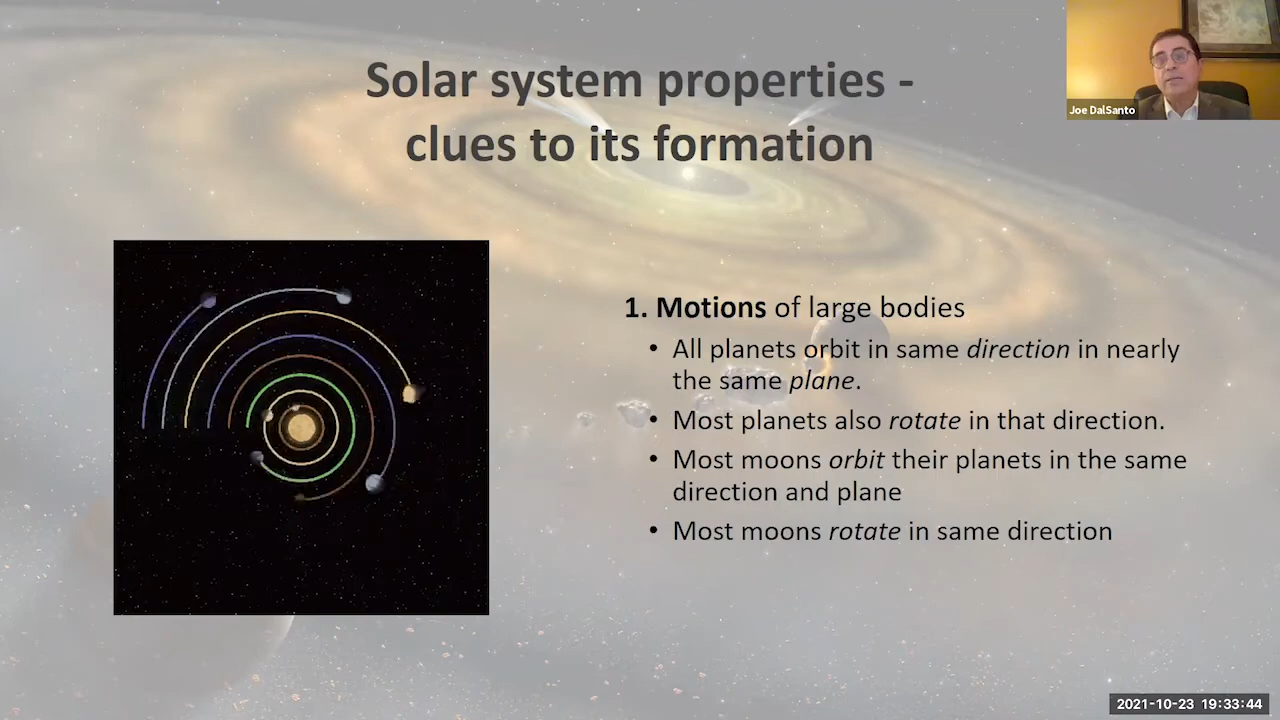 Solar system properties -
clues to its formation
Joe DalSanto
1. Motions of large bodies
• All planets orbit in same direction in nearly
the same plane.
• Most planets also rotate in that direction.
• Most moons orbit their planets in the same
direction and plane
• Most moons rotate in same direction
2021-10-23 19:33:44